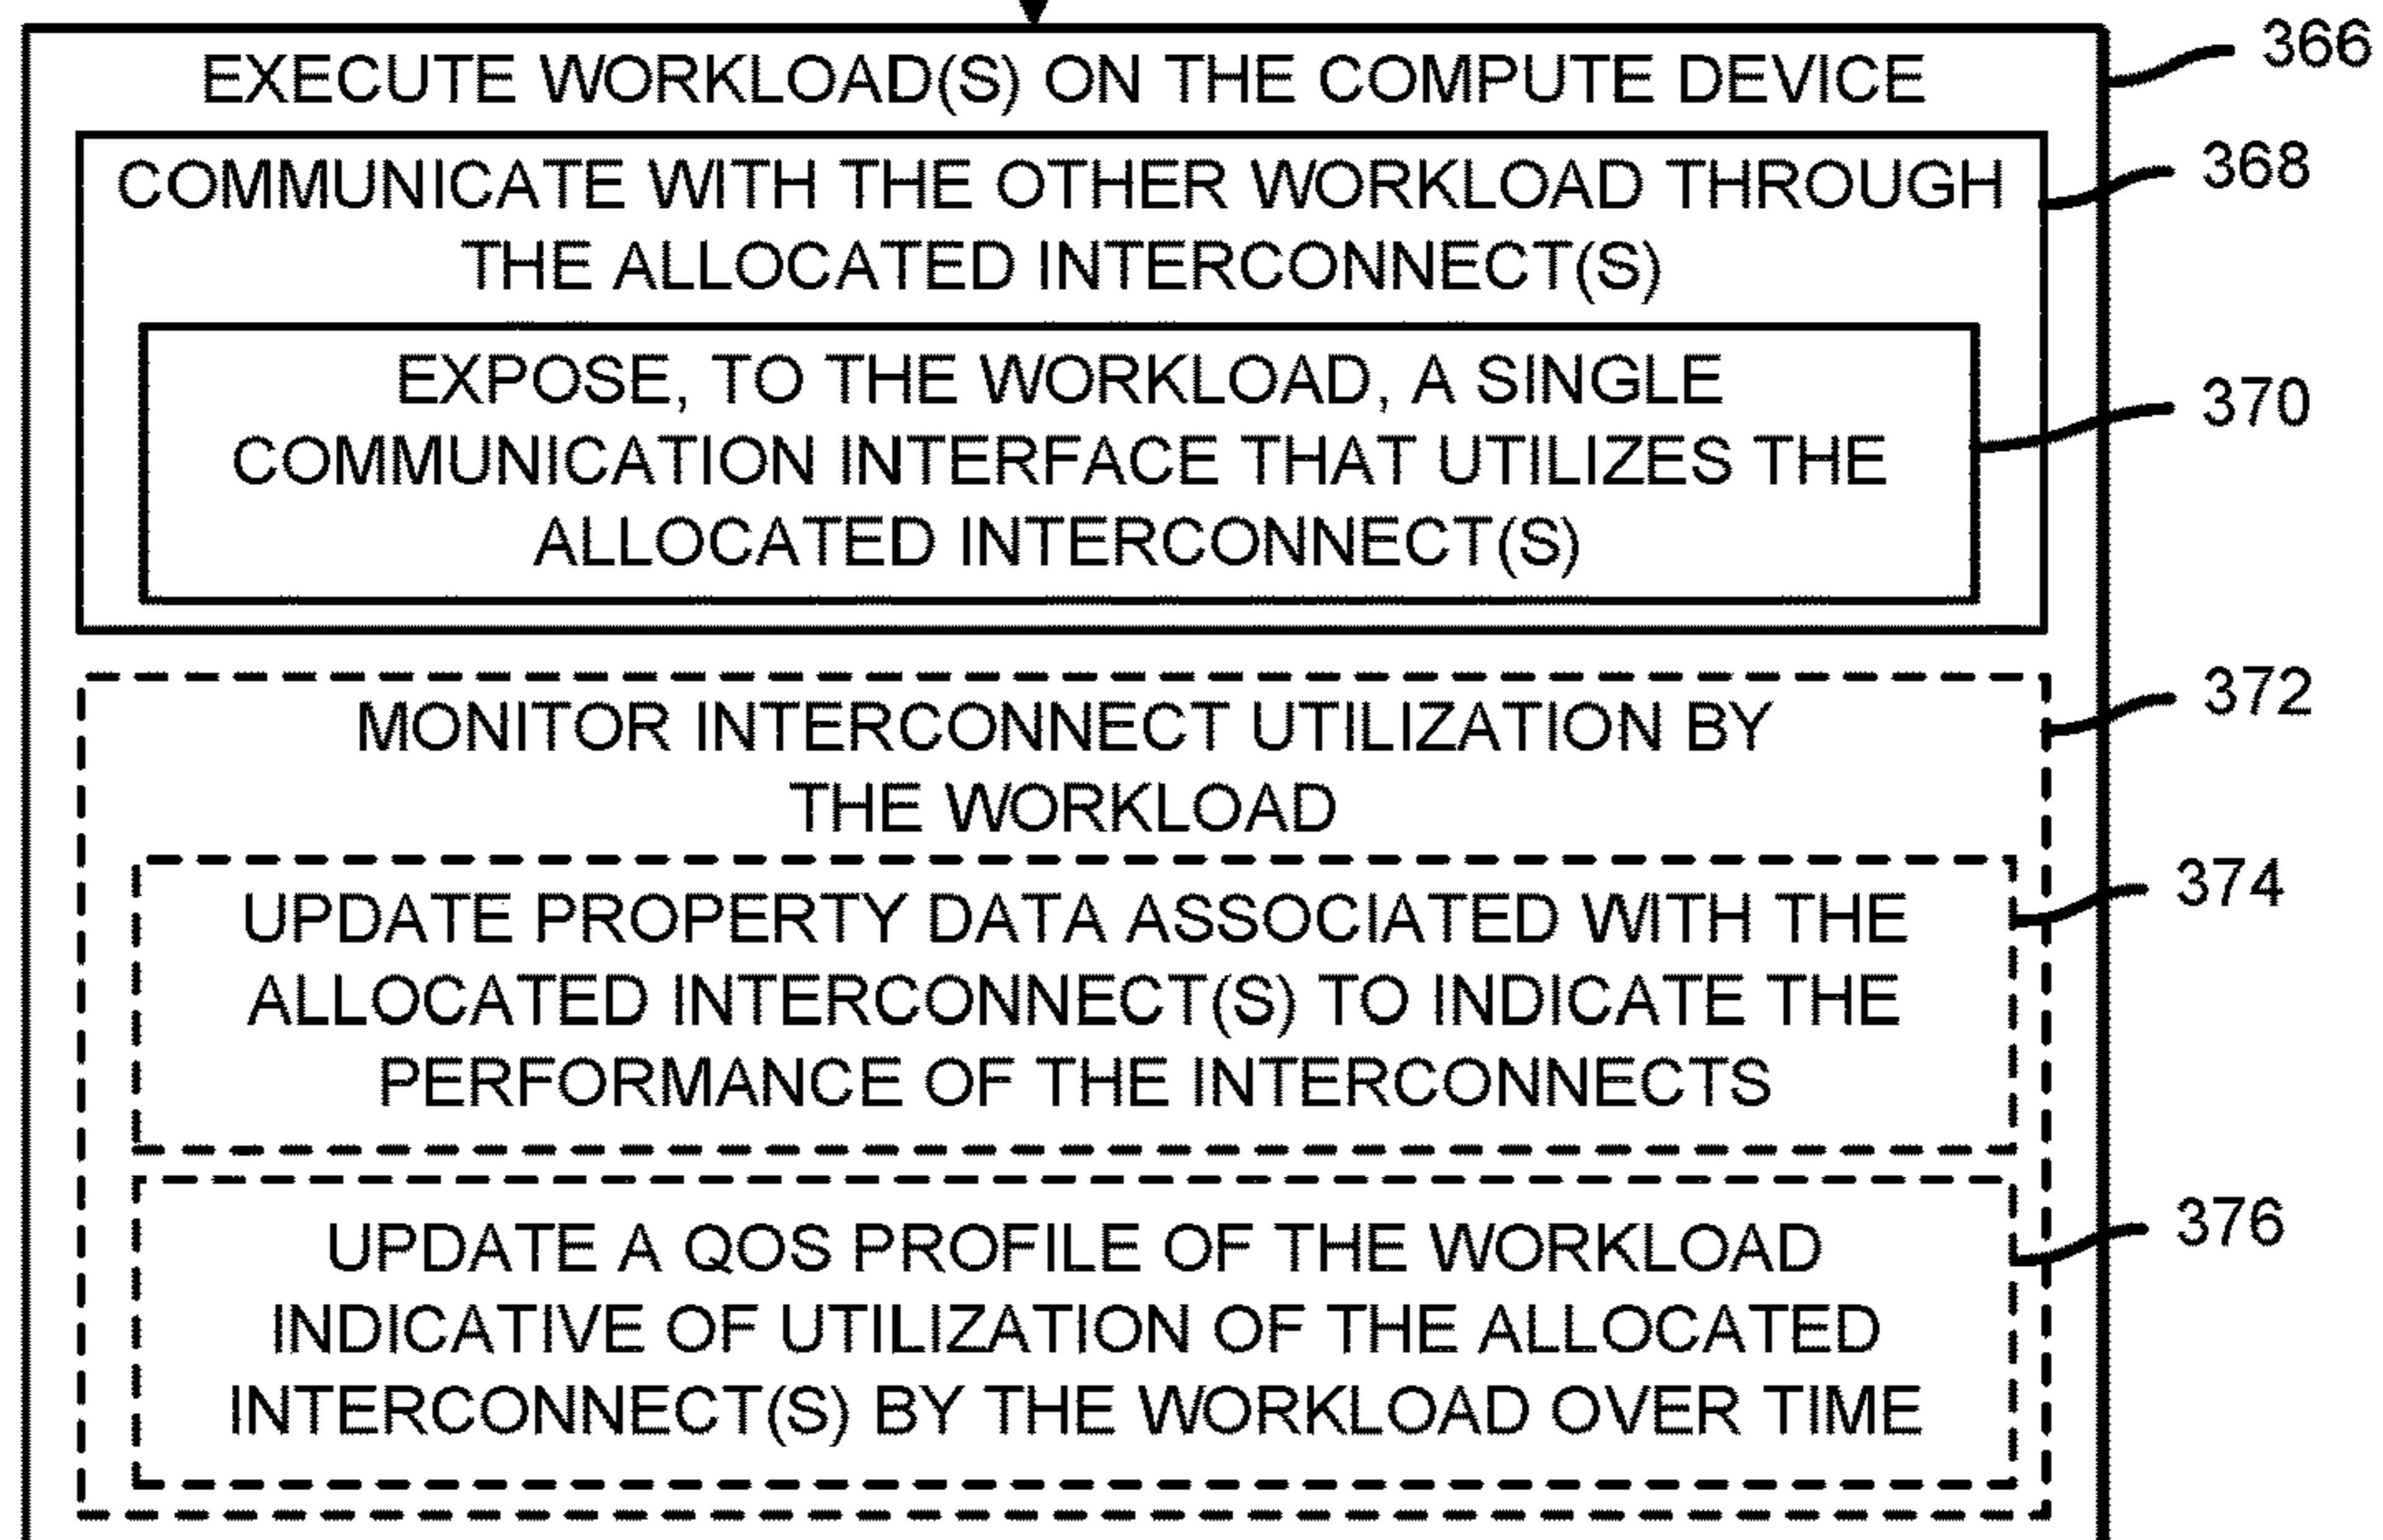 EXECUTE WORKLOAD(S) ON THE COMPUTE DEVICE
366
COMMUNICATE WITH THE OTHER WORKLOAD THROUGH
THE ALLOCATED INTERCONNECT(S)
368
EXPOSE, TO THE WORKLOAD, A SINGLE
COMMUNICATION INTERFACE THAT UTILIZES THE
ALLOCATED INTERCONNECT(S)
370
MONITOR INTERCONNECT UTILIZATION BY
THE WORKLOAD
372
UPDATE PROPERTY DATA ASSOCIATED WITH THE
ALLOCATED INTERCONNECT(S) TO INDICATE THE
PERFORMANCE OF THE INTERCONNECTS
374
UPDATE A QOS PROFILE OF THE WORKLOAD
INDICATIVE OF UTILIZATION OF THE ALLOCATED
INTERCONNECT(S) BY THE WORKLOAD OVER TIME
376